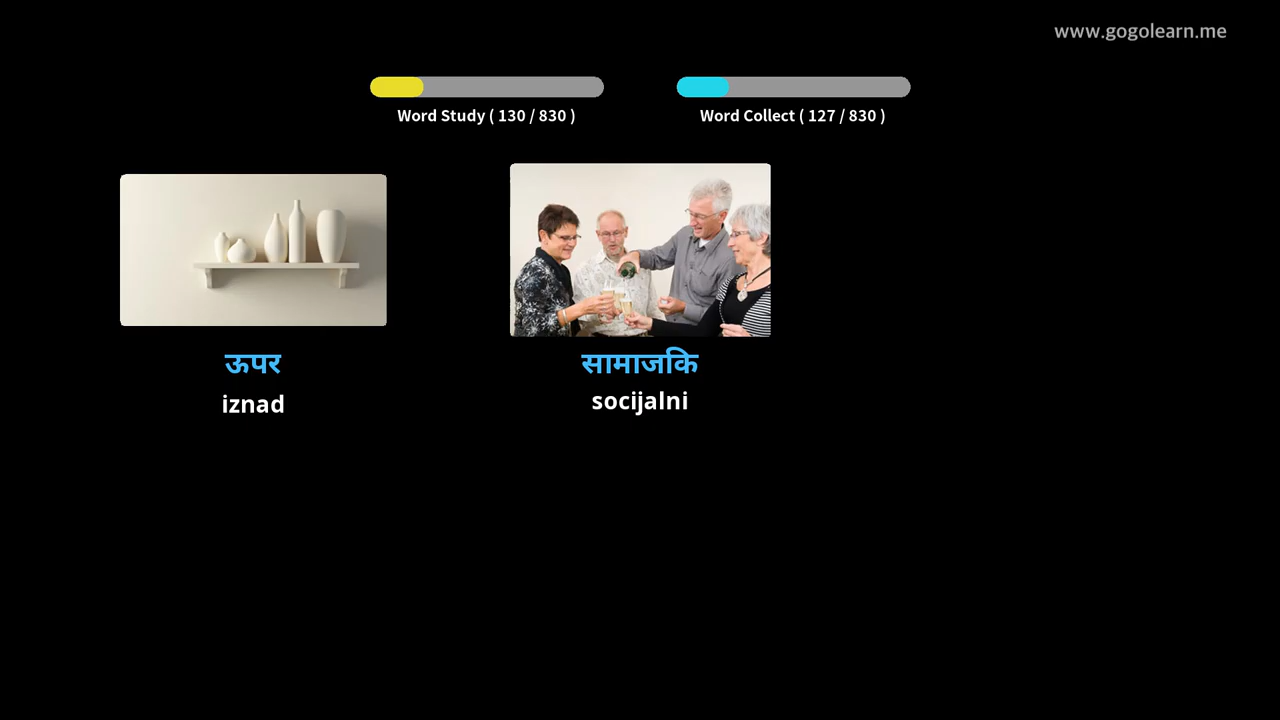 www.gogolearn.me
Word Study ( 130 / 830 )
Word Collect ( 127 / 830 )
ऊपर
iznad
सामाजकि
socijalni